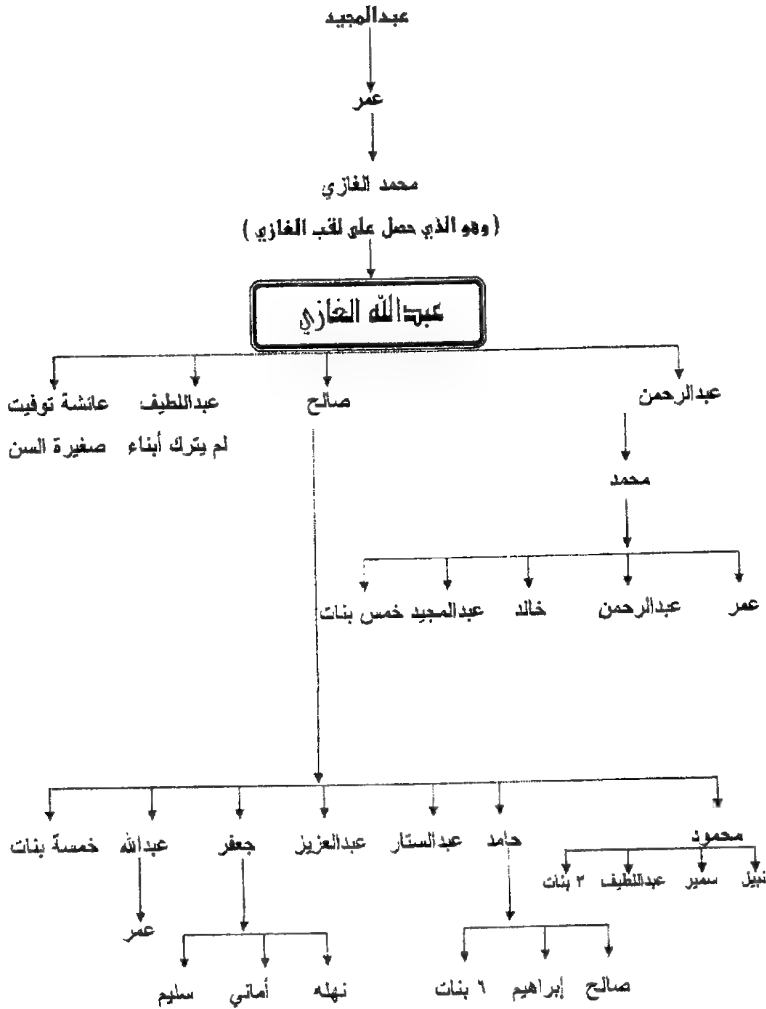 عبدالمجيد
عمر
محمد الغازي
( وهو الذي حصل على لقب الغازي )
عبدالله الغازي
عبدالرحمن صالح عبداللطيف عائشة توفيت
لم يترك أبناء صغيرة السن
محمد
عمر عبدالرحمن خالد عبدالمجيد خمس بنات
محمود حامد عبدالستار عبدالعزيز جعفر عبدالله خمسة بنات
نبيل سمير عبداللطيف ٣ بنات
عمر
صالح إبراهيم ٦ بنات نهله أماني سليم